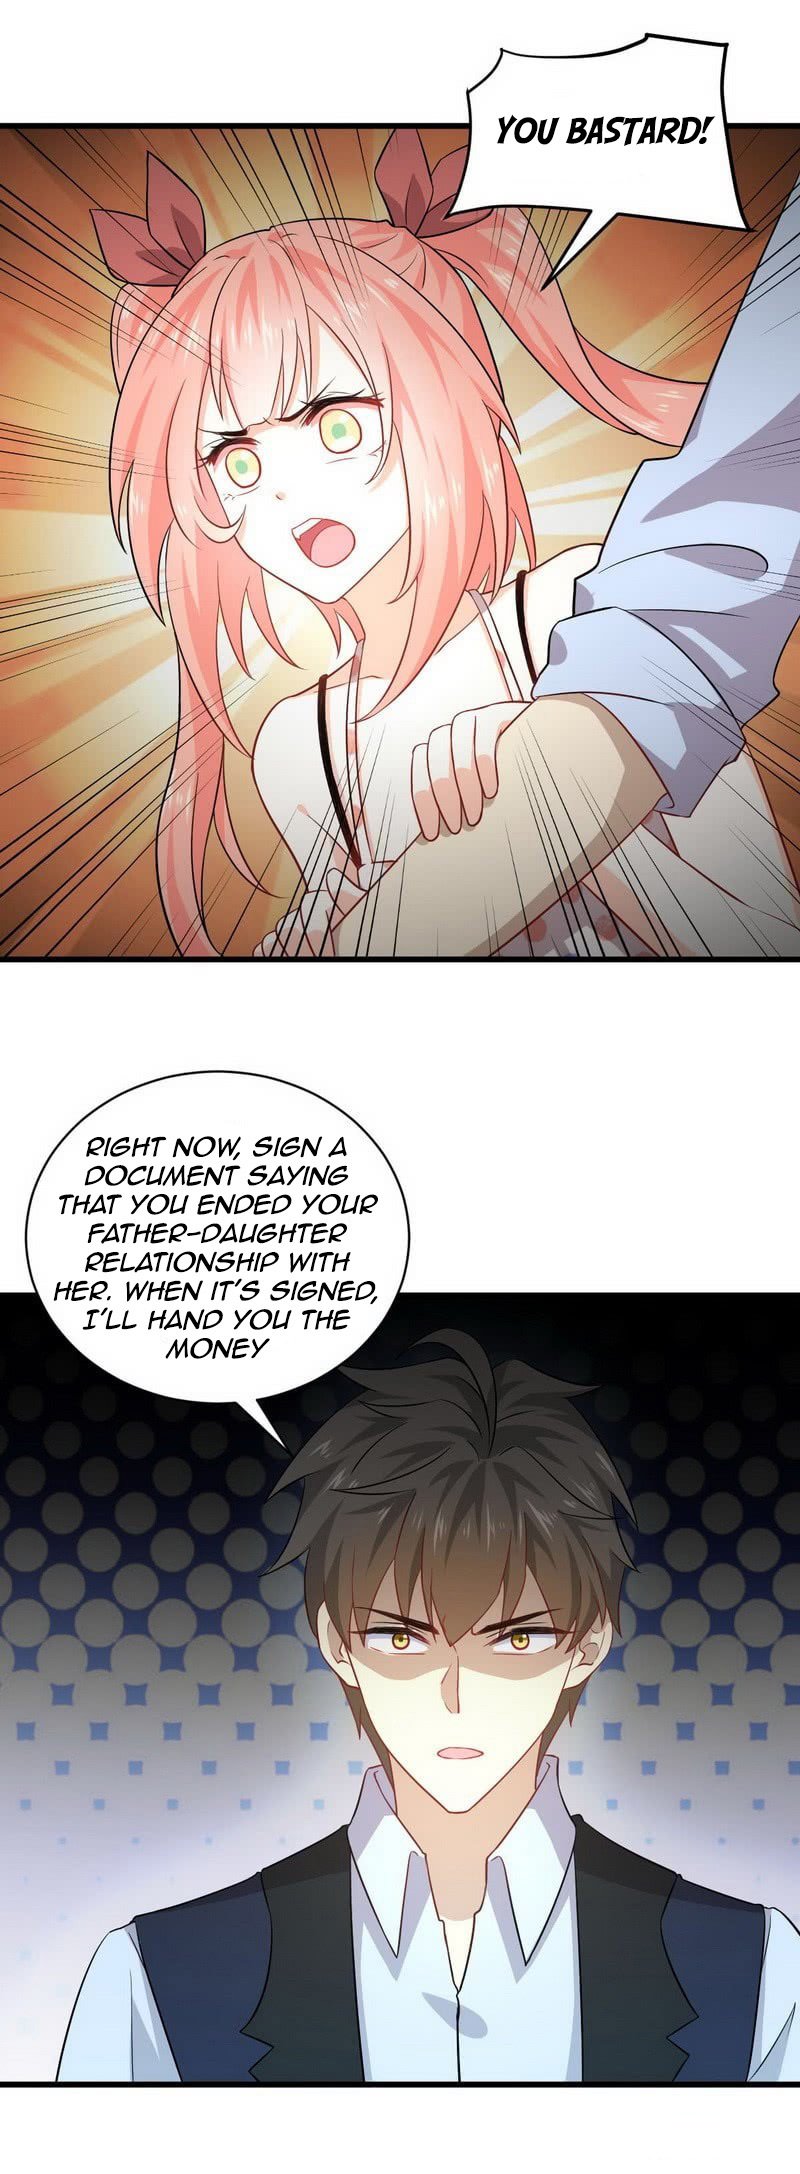 YOU BASTARD!
RIGHT NOW, SIGN A
DOCUMENT SAYING
THAT YOU ENDED YOUR
FATHER-DAUGHTER
RELATIONSHIP WITH
HER. WHEN IT'S SIGNED,
I'LL HAND YOU THE
MONEY